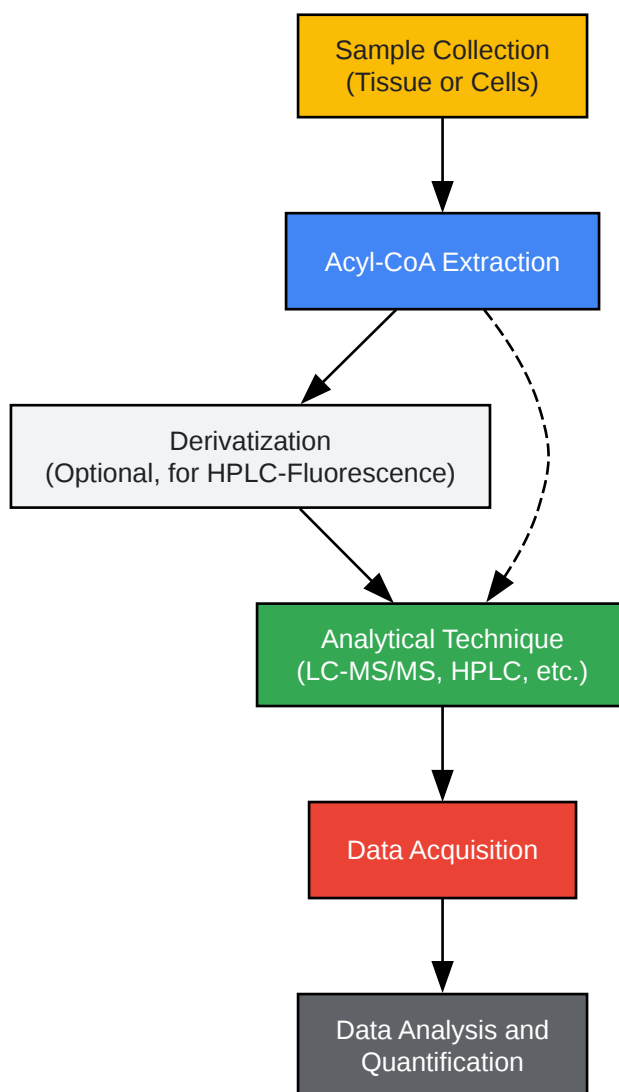 Sample Collection
(Tissue or Cells)
Acyl-CoA Extraction
Derivatization
(Optional, for HPLC-Fluorescence)
Analytical Technique
(LC-MS/MS, HPLC, etc.)
Data Acquisition
Data Analysis and
Quantification